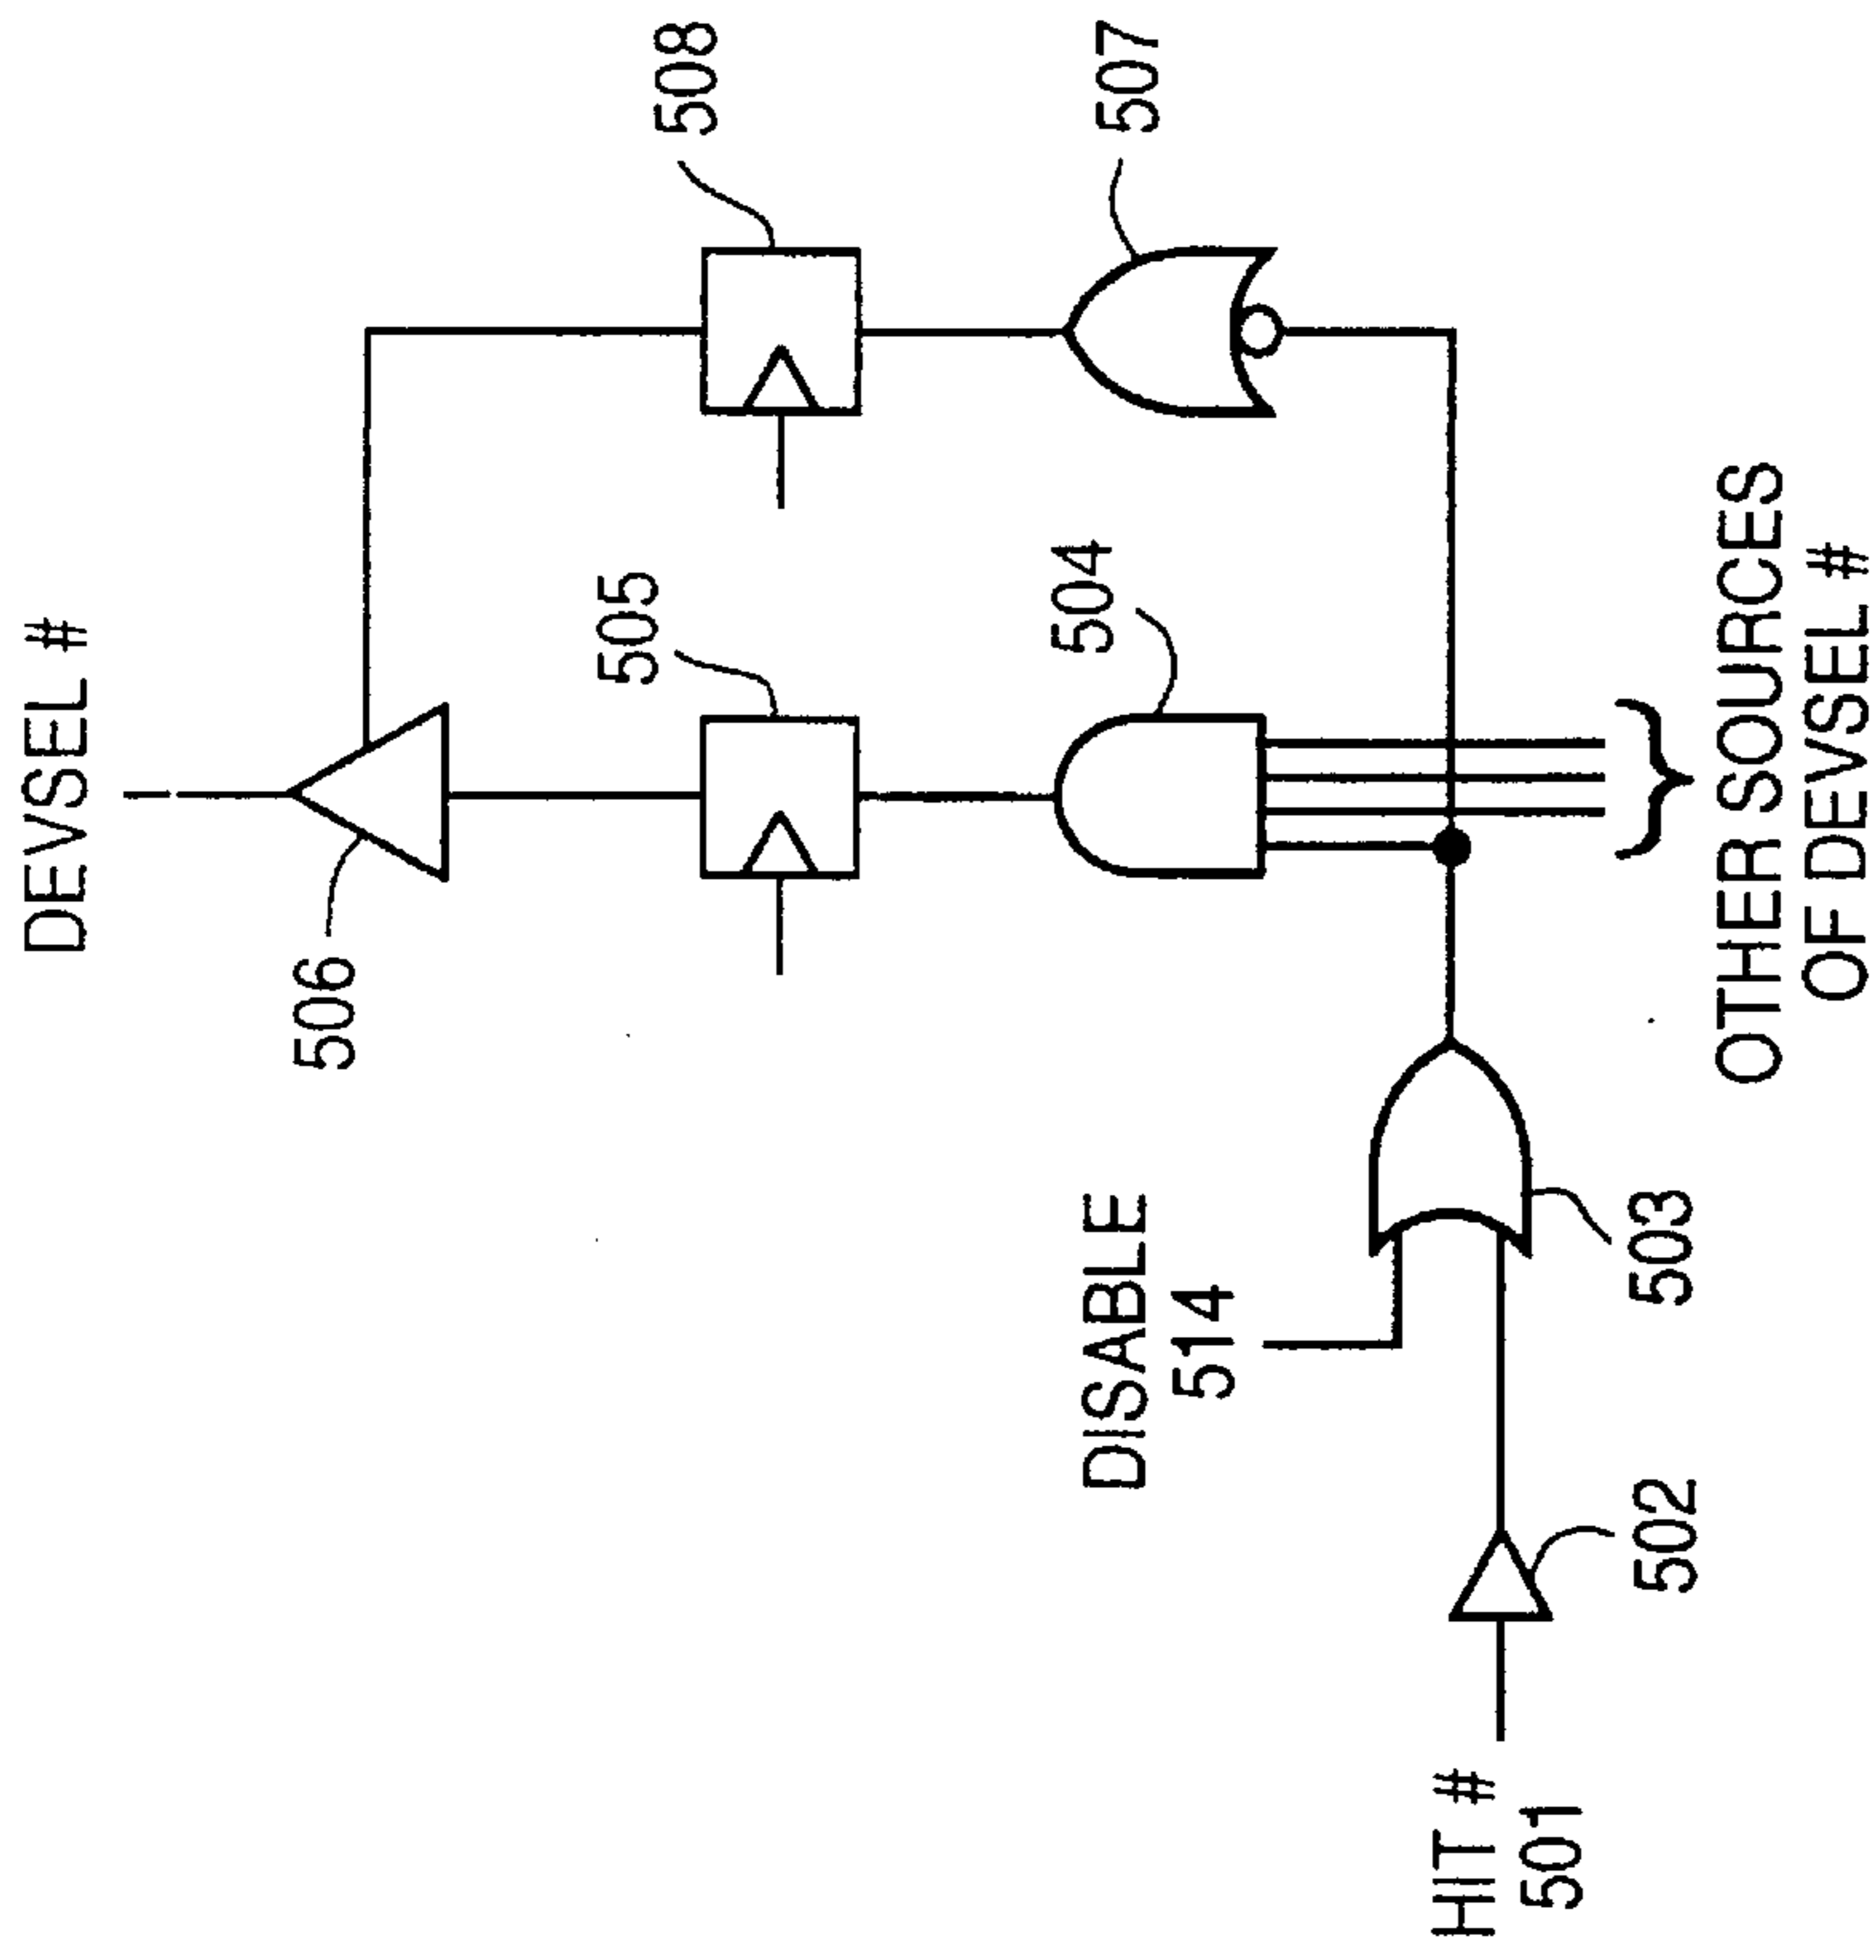 DEVSEL #
506
505
508
504
507
DISABLE
514
HIT #
501
502
503
OTHER SOURCES
OF DEVSEL #